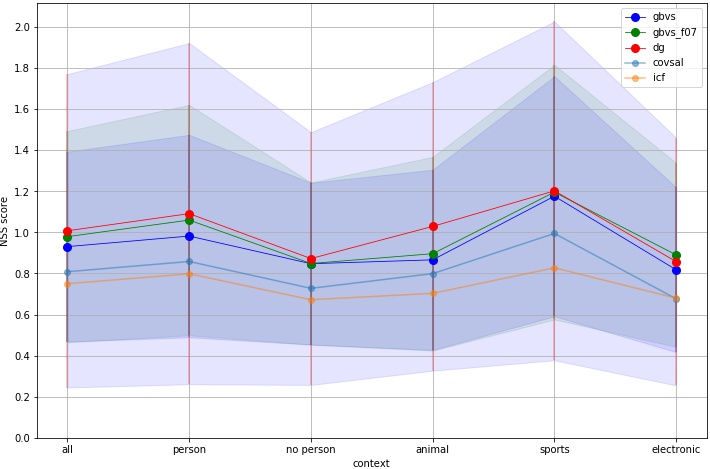 gbvs
gbvs_f07
dg
covsal
icf
NSS score
2.0
1.8
1.6
1.4
1.2
1.0
0.8
0.6
0.4
0.2
0.0
all person no person animal sports electronic
context